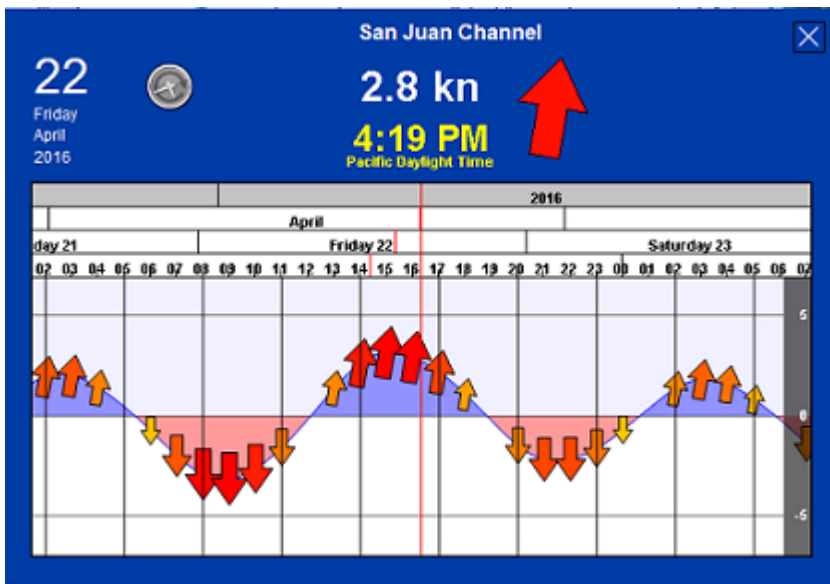 San Juan Channel
22
Friday
April
2016
2.8 kn
4:19 PM
Pacific Daylight Time
2016
April
day 21 Friday 22 Saturday 23
02 03 04 05 06 07 08 09 10 11 12 13 14 15 16 17 18 19 20 21 22 23 00 01 02 03 04 05 06 07
5
0
-5